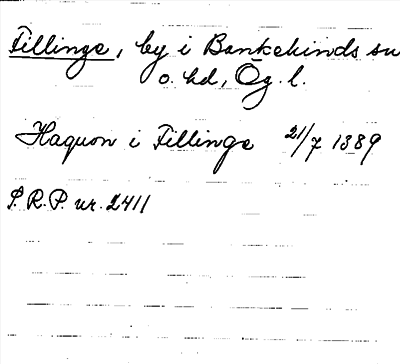 Fillinge, by i Bankekinds sn
o. hd, Ög. l.
Haquon i Fillinge 21/7 1389
S.R.P. nr. 2411